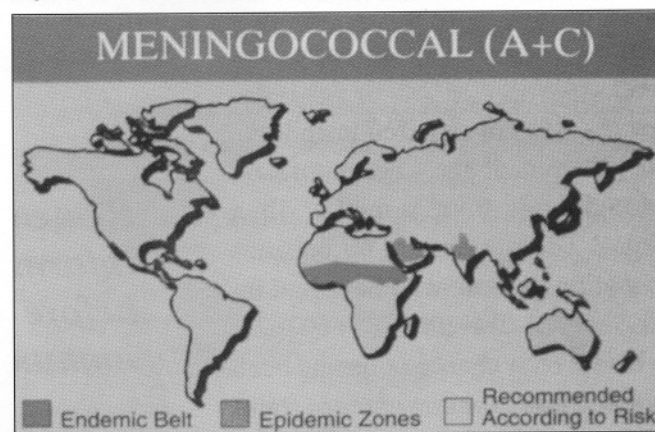 MENINGOCOCCAL (A+C)
Endemic Belt
Epidemic Zones
Recommended
According to Risk